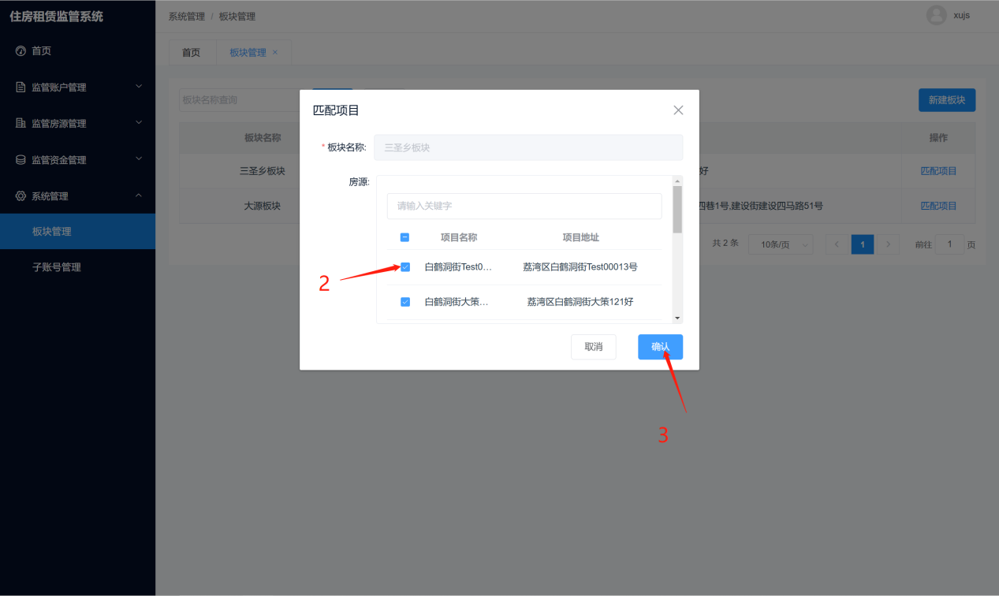 住房租赁监管系统
系统管理 / 板块管理
xujs
首页
首页
板块管理 ×
监管账户管理
监管房源管理
监管资金管理
系统管理
板块管理
子账号管理
板块名称查询
新建板块
板块名称
操作
三圣乡板块
好
匹配项目
大源板块
四巷1号,建设街建设四马路51号
匹配项目
共 2 条
10条/页
1
前往 1 页
匹配项目
* 板块名称:
三圣乡板块
房源:
请输入关键字
项目名称 项目地址
白鹤洞街Test0... 荔湾区白鹤洞街Test00013号
白鹤洞街大策... 荔湾区白鹤洞街大策121好
取消 确认
2
3